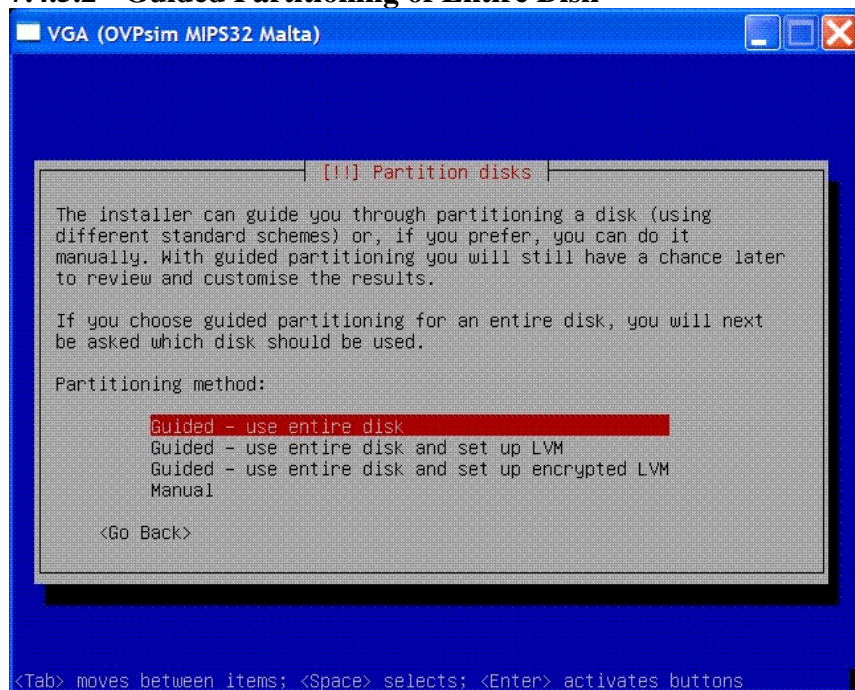 7.4.3.2 Guided Partitioning of Entire Disk
VGA (OVPsim MIPS32 Malta)
[!!] Partition disks
The installer can guide you through partitioning a disk (using
different standard schemes) or, if you prefer, you can do it
manually. With guided partitioning you will still have a chance later
to review and customise the results.
If you choose guided partitioning for an entire disk, you will next
be asked which disk should be used.
Partitioning method:
Guided - use entire disk
Guided - use entire disk and set up LVM
Guided - use entire disk and set up encrypted LVM
Manual
<Go Back>
<Tab> moves between items; <Space> selects; <Enter> activates buttons